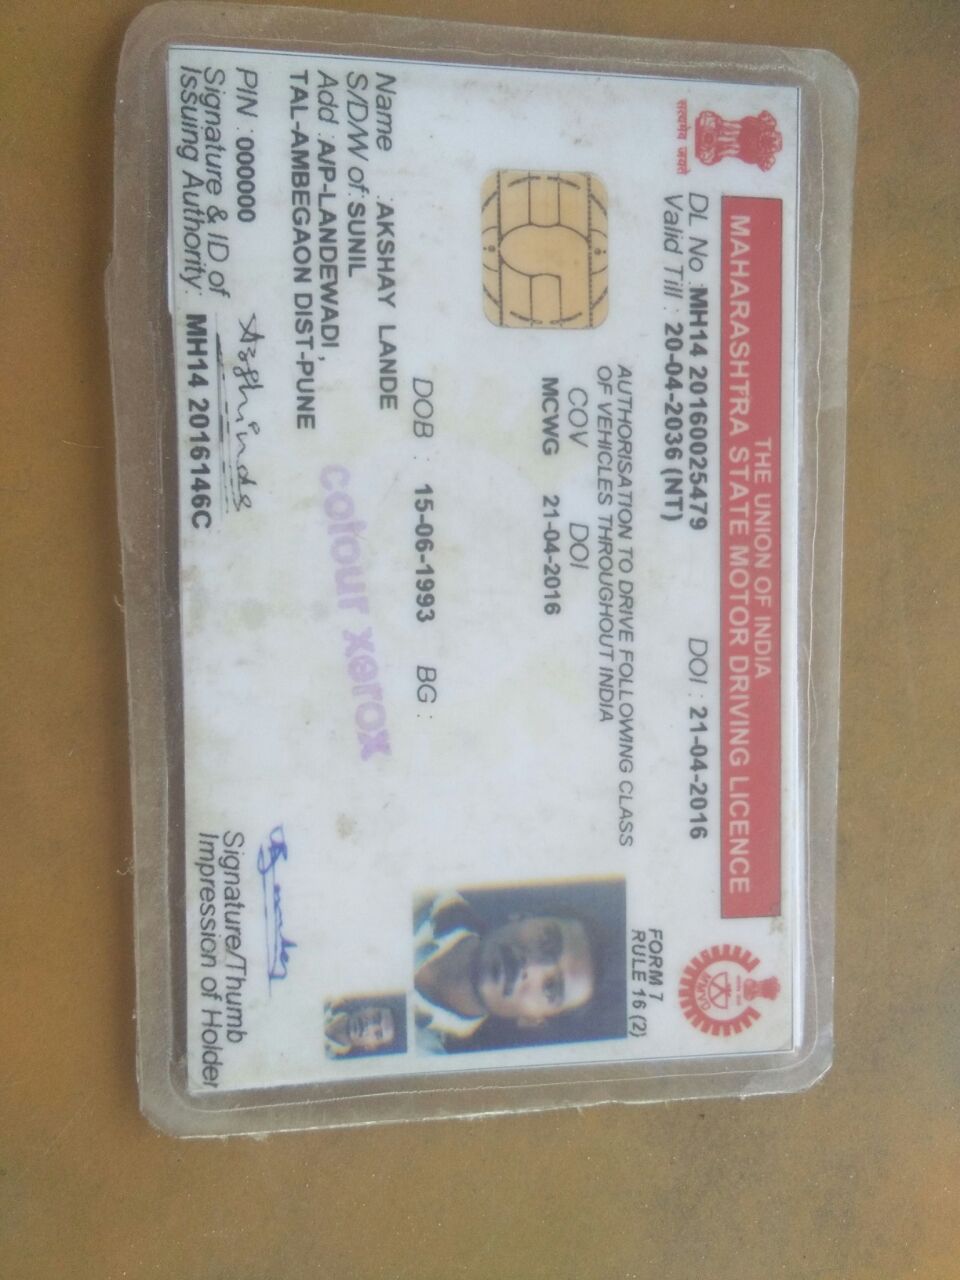 THE UNION OF INDIA
MAHARASHTRA STATE MOTOR DRIVING LICENCE
सत्यमेव जयते
DL No : MH14 20160025479 DOI : 21-04-2016
Valid Till : 20-04-2036 (NT)
FORM 7
RULE 16 (2)
AUTHORISATION TO DRIVE FOLLOWING CLASS
OF VEHICLES THROUGHOUT INDIA
COV DOI
MCWG 21-04-2016
DOB : 15-06-1993 BG :
Name : AKSHAY LANDE
S/D/W of : SUNIL
Add : A/P-LANDEWADI ,
TAL-AMBEGAON DIST-PUNE
colour xerox
PIN : 000000
Signature & ID of
Issuing Authority: MH14 2016146C
Signature/Thumb
Impression of Holder